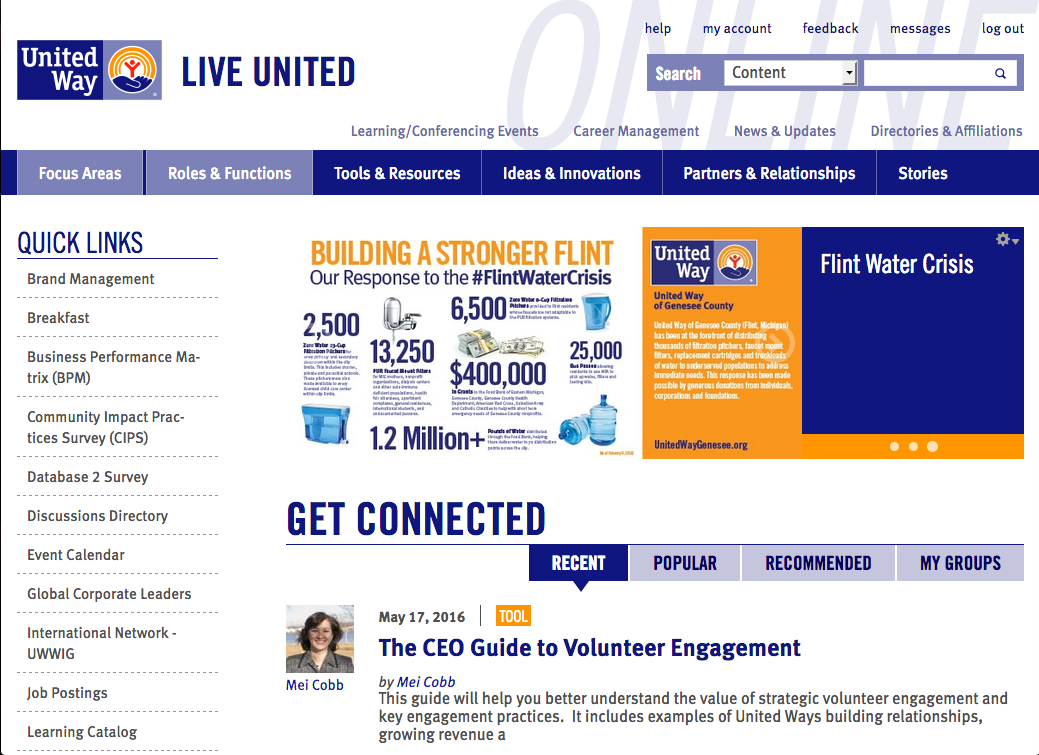 ONLINE
help
my account
feedback
messages
log out
United
Way
LIVE UNITED
Search
Content
Learning/Conferencing Events
Career Management
News & Updates
Directories & Affiliations
Focus Areas
Roles & Functions
Tools & Resources
Ideas & Innovations
Partners & Relationships
Stories
QUICK LINKS
Brand Management
Breakfast
Business Performance Ma-
trix (BPM)
Community Impact Prac-
tices Survey (CIPS)
Database 2 Survey
Discussions Directory
Event Calendar
Global Corporate Leaders
International Network -
UWWIG
Job Postings
Learning Catalog
BUILDING A STRONGER FLINT
Our Response to the #FlintWaterCrisis
2,500
13,250
6,500
$400,000
25,000
1.2 Million+
United
Way
United Way
of Genesee County
United Way of Genesee County (Flint, Michigan)
has been at the forefront of distributing
thousands of filtration pitchers, faucet mount
filters, replacement cartridges and truckloads
of water to underserved populations to address
immediate needs. This response has been made
possible by generous donations from individuals,
corporations and foundations.
UnitedWayGenesee.org
Flint Water Crisis
GET CONNECTED
RECENT
POPULAR
RECOMMENDED
MY GROUPS
May 17, 2016
TOOL
The CEO Guide to Volunteer Engagement
Mei Cobb
by Mei Cobb
This guide will help you better understand the value of strategic volunteer engagement and
key engagement practices. It includes examples of United Ways building relationships,
growing revenue a